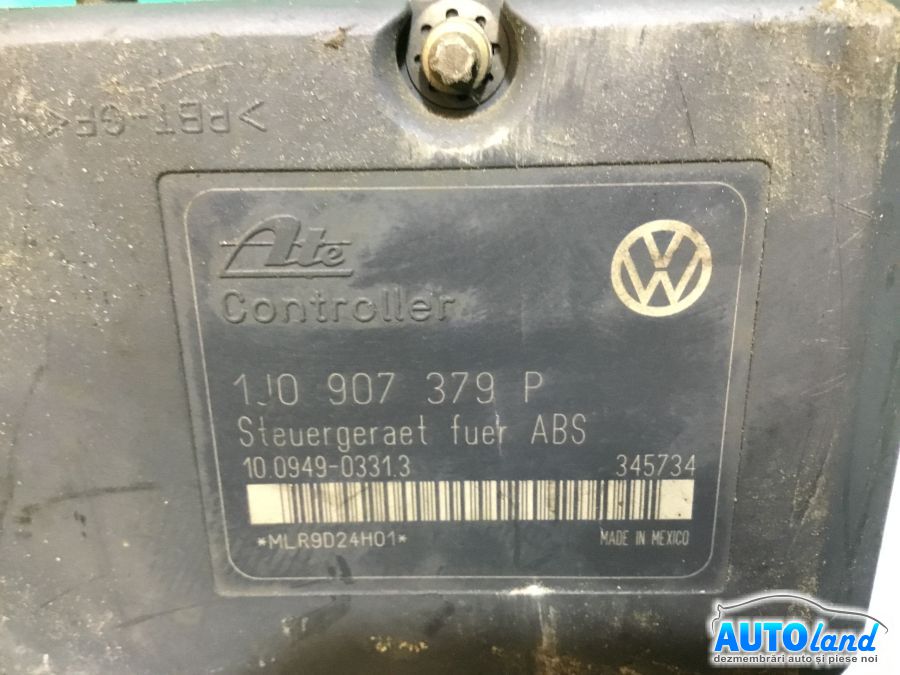 >PBT-GF<
Ate
Controller
1J0 907 379 P
Steuergeraet fuer ABS
10.0949-0331.3 345734
*MLR9D24H01*
MADE IN MEXICO
AUTOland
dezmembrări auto și piese noi